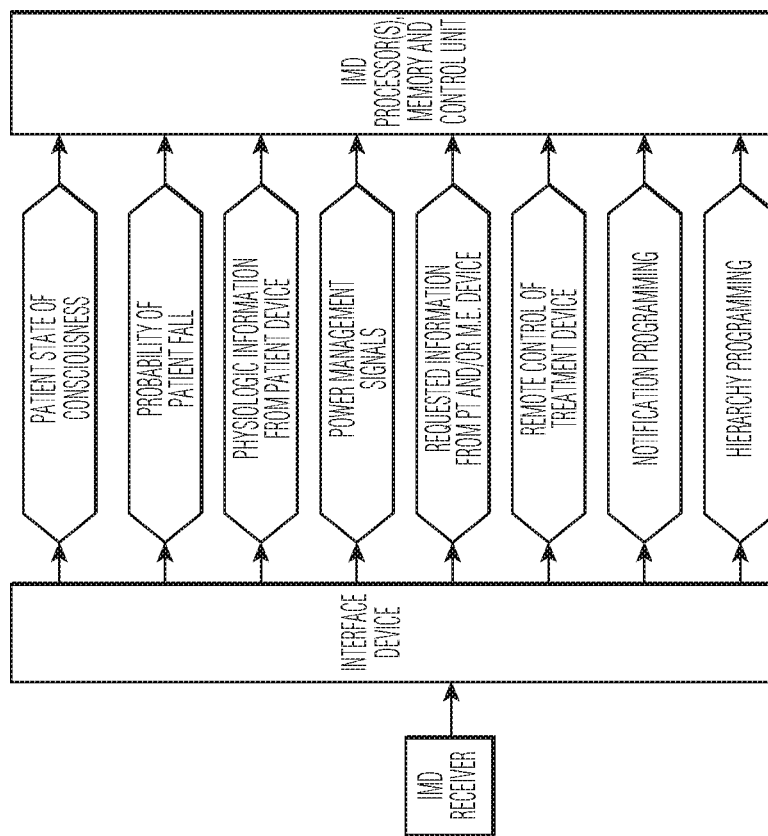 IMD
RECEIVER
INTERFACE
DEVICE
PATIENT STATE OF
CONSCIOUSNESS
PROBABILITY OF
PATIENT FALL
PHYSIOLOGIC INFORMATION
FROM PATIENT DEVICE
POWER MANAGEMENT
SIGNALS
REQUESTED INFORMATION
FROM PT AND/OR M.E. DEVICE
REMOTE CONTROL OF
TREATMENT DEVICE
NOTIFICATION PROGRAMMING
HIERARCHY PROGRAMMING
IMD
PROCESSOR(S),
MEMORY AND
CONTROL UNIT